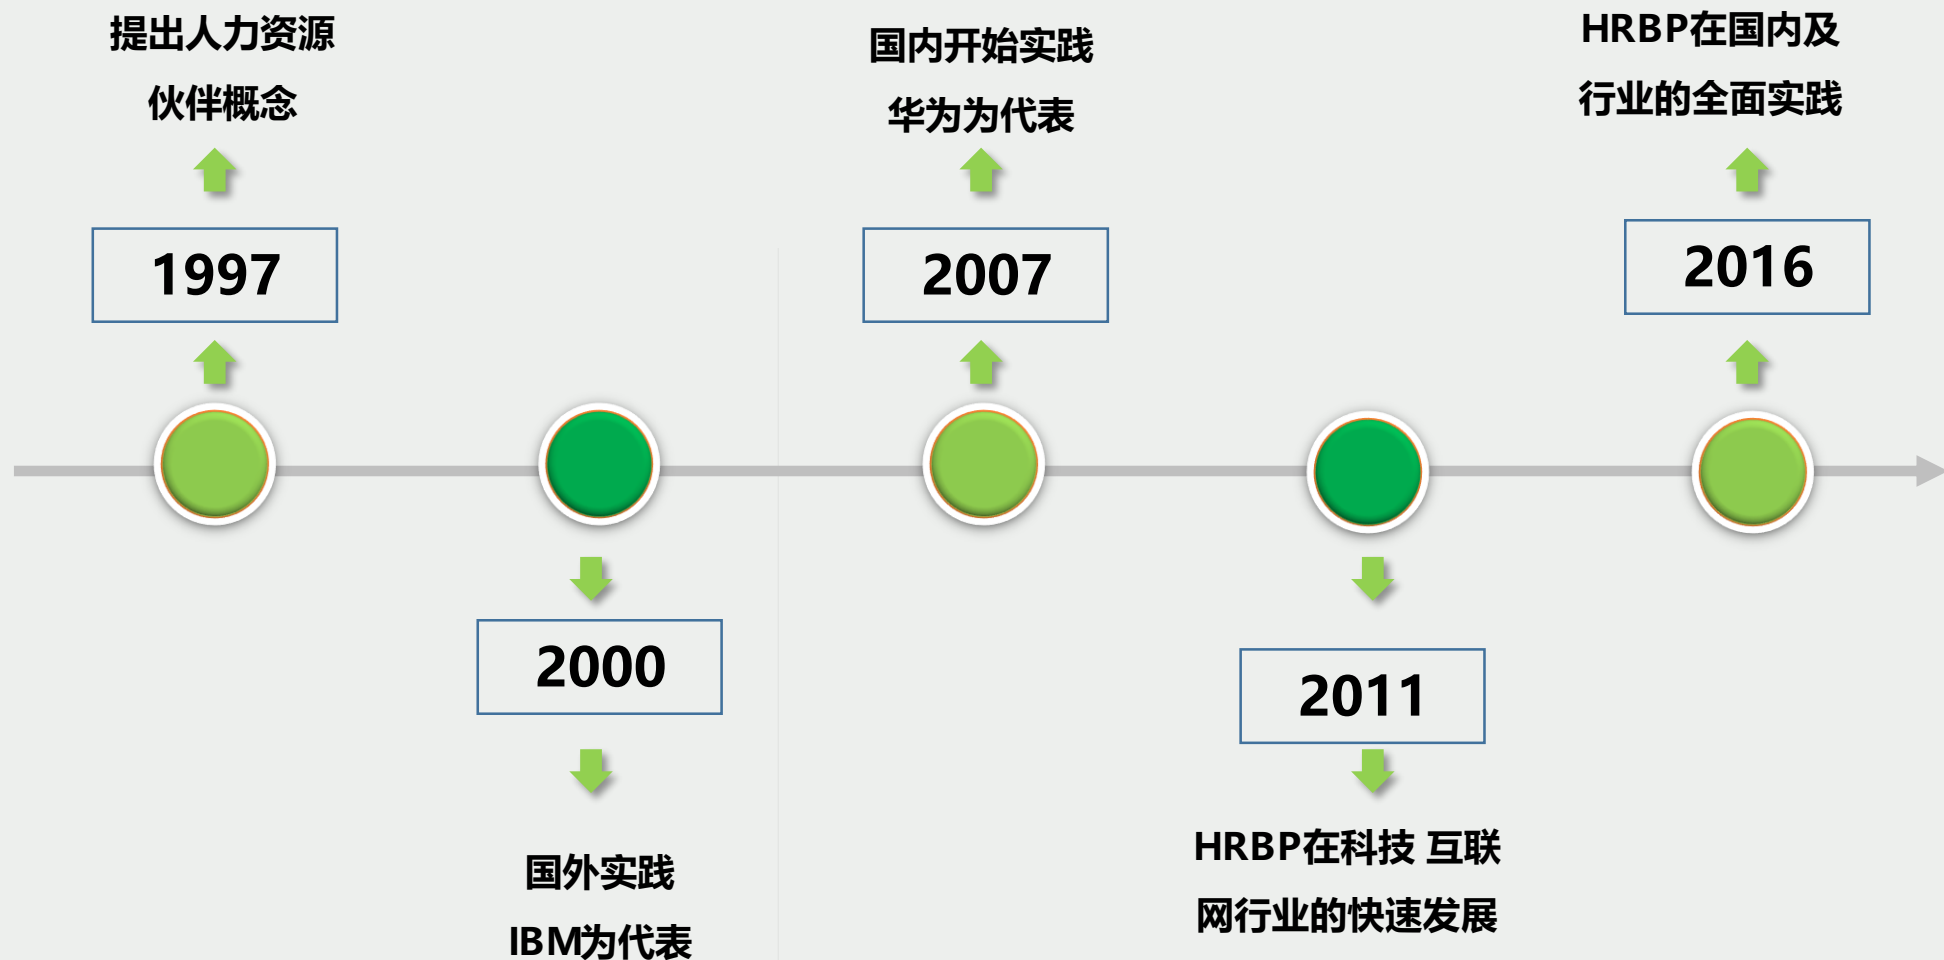 提出人力资源
伙伴概念
1997
2000
国外实践
IBM为代表
国内开始实践
华为为代表
2007
2011
HRBP在科技 互联
网行业的快速发展
HRBP在国内及
行业的全面实践
2016